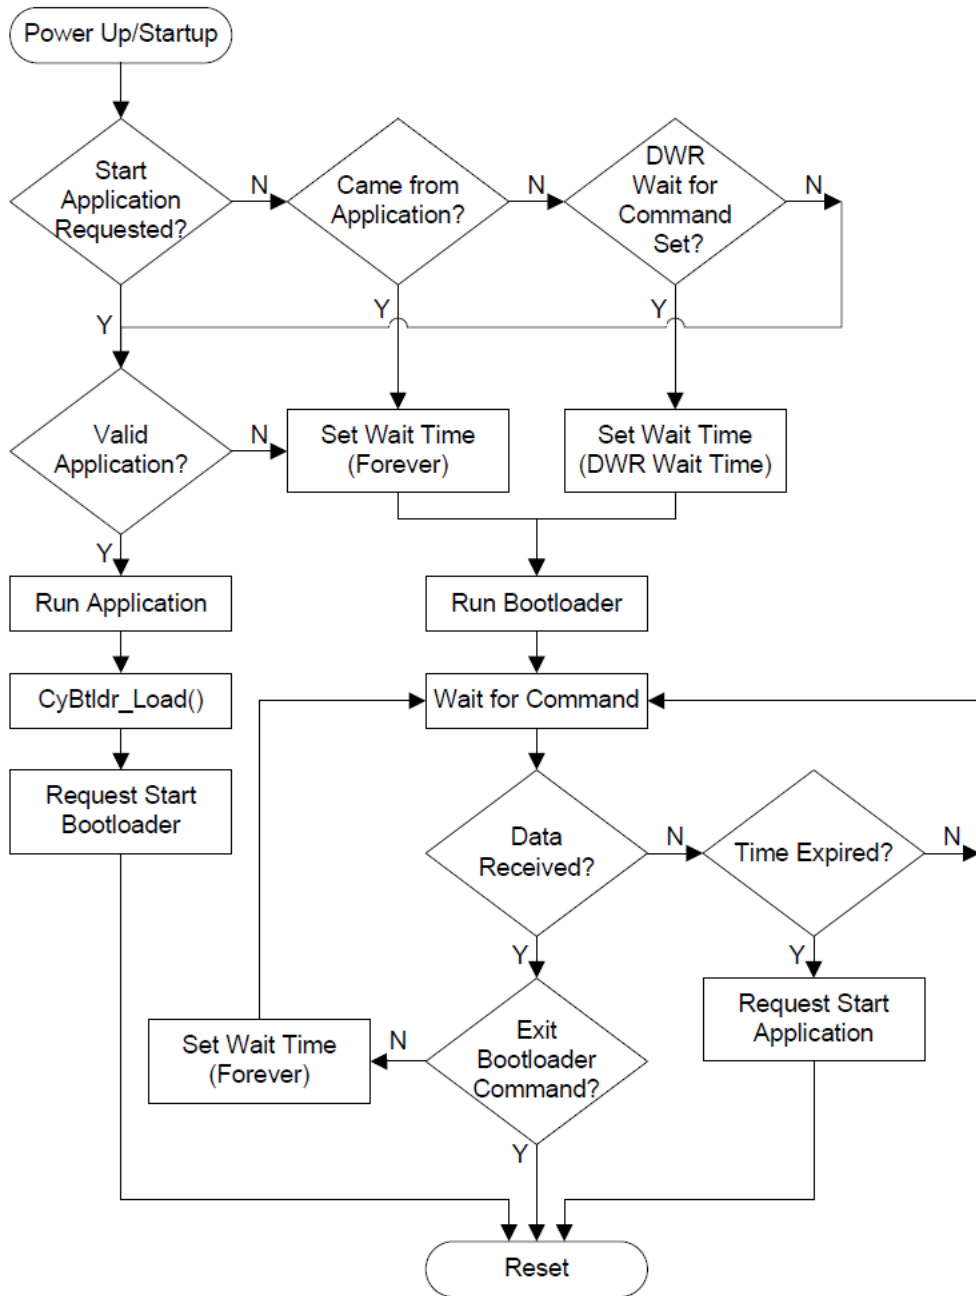 Power Up/Startup
Start
Application
Requested?
N
Came from
Application?
N
DWR
Wait for
Command
Set?
N
Y
Y
Y
Valid
Application?
N
Set Wait Time
(Forever)
Set Wait Time
(DWR Wait Time)
Y
Run Application
Run Bootloader
CyBtldr_Load()
Wait for Command
Request Start
Bootloader
Data
Received?
N
Time Expired?
N
Y
Y
Request Start
Application
Set Wait Time
(Forever)
N
Exit
Bootloader
Command?
Y
Reset